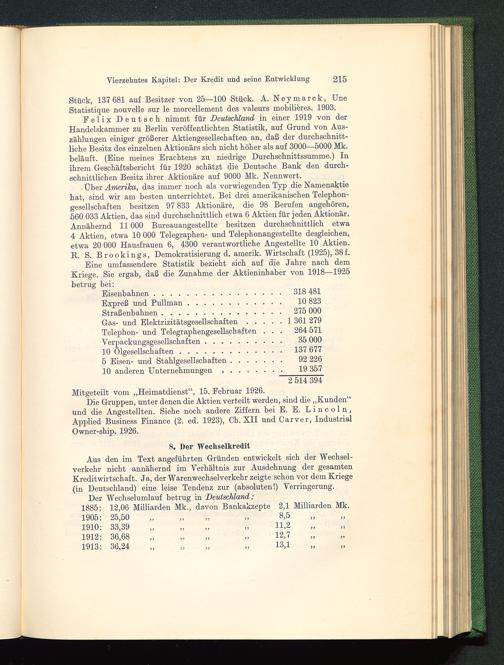 Vierzehntes Kapitel: Der Kredit und seine Entwicklung 215
Stück, 137 681 auf Besitzer von 25—100 Stück. A. Neymarck, Une
Statistique nouvelle sur le morcellement des valeurs mobilières. 1903.
Felix Deutsch nimmt für Deutschland in einer 1919 von der
Handelskammer zu Berlin veröffentlichten Statistik, auf Grund von Aus-
zählungen einiger größerer Aktiengesellschaften an, daß der durchschnitt-
liche Besitz des einzelnen Aktionärs sich nicht höher als auf 3000—5000 Mk.
beläuft. (Eine meines Erachtens zu niedrige Durchschnittssumme.) In
ihrem Geschäftsbericht für 1920 schätzt die Deutsche Bank den durch-
schnittlichen Besitz ihrer Aktionäre auf 9000 Mk. Nennwert.
Über Amerika, das immer noch als vorwiegenden Typ die Namenaktie
hat, sind wir am besten unterrichtet. Bei drei amerikanischen Telephon-
gesellschaften besitzen 97 833 Aktionäre, die 98 Berufen angehören,
560 033 Aktien, das sind durchschnittlich etwa 6 Aktien für jeden Aktionär.
Annähernd 11 000 Bureauangestellte besitzen durchschnittlich etwa
4 Aktien, etwa 10 000 Telegraphen- und Telephonangestellte desgleichen,
etwa 20 000 Hausfrauen 6, 4300 verantwortliche Angestellte 10 Aktien.
R. S. Brookings, Demokratisierung d. amerik. Wirtschaft (1925), 38 f.
Eine umfassendere Statistik bezieht sich auf die Jahre nach dem
Kriege. Sie ergab, daß die Zunahme der Aktieninhaber von 1918—1925
betrug bei:
Eisenbahnen . . . . . . . . . . . . . . . . 318 481
Expreß und Pullman . . . . . . . . . . . . 10 823
Straßenbahnen . . . . . . . . . . . . . . . 275 000
Gas- und Elektrizitätsgesellschaften . . . . . 1 361 279
Telephon- und Telegraphengesellschaften . . . 264 571
Verpackungsgesellschaften . . . . . . . . . . 35 000
10 Ölgesellschaften . . . . . . . . . . . . . 137 677
5 Eisen- und Stahlgesellschaften . . . . . . . 92 226
10 anderen Unternehmungen . . . . . . . . 19 357
2 514 394
Mitgeteilt vom „Heimatdienst“, 15. Februar 1926.
Die Gruppen, unter denen die Aktien verteilt werden, sind die „Kunden“
und die Angestellten. Siehe noch andere Ziffern bei E. E. Lincoln,
Applied Business Finance (2. ed. 1923), Ch. XII und Carver, Industrial
Owner-ship. 1926.
8. Der Wechselkredit
Aus den im Text angeführten Gründen entwickelt sich der Wechsel-
verkehr nicht annähernd im Verhältnis zur Ausdehnung der gesamten
Kreditwirtschaft. Ja, der Warenwechselverkehr zeigte schon vor dem Kriege
(in Deutschland) eine leise Tendenz zur (absoluten!) Verringerung.
Der Wechselumlauf betrug in Deutschland:
1885: 12,06 Milliarden Mk., davon Bankakzepte 2,1 Milliarden Mk.
1905: 25,50 „ „ „ „ 8,5 „ „
1910: 33,39 „ „ „ „ 11,2 „ „
1912: 36,68 „ „ „ „ 12,7 „ „
1913: 36,24 „ „ „ „ 13,1 „ „